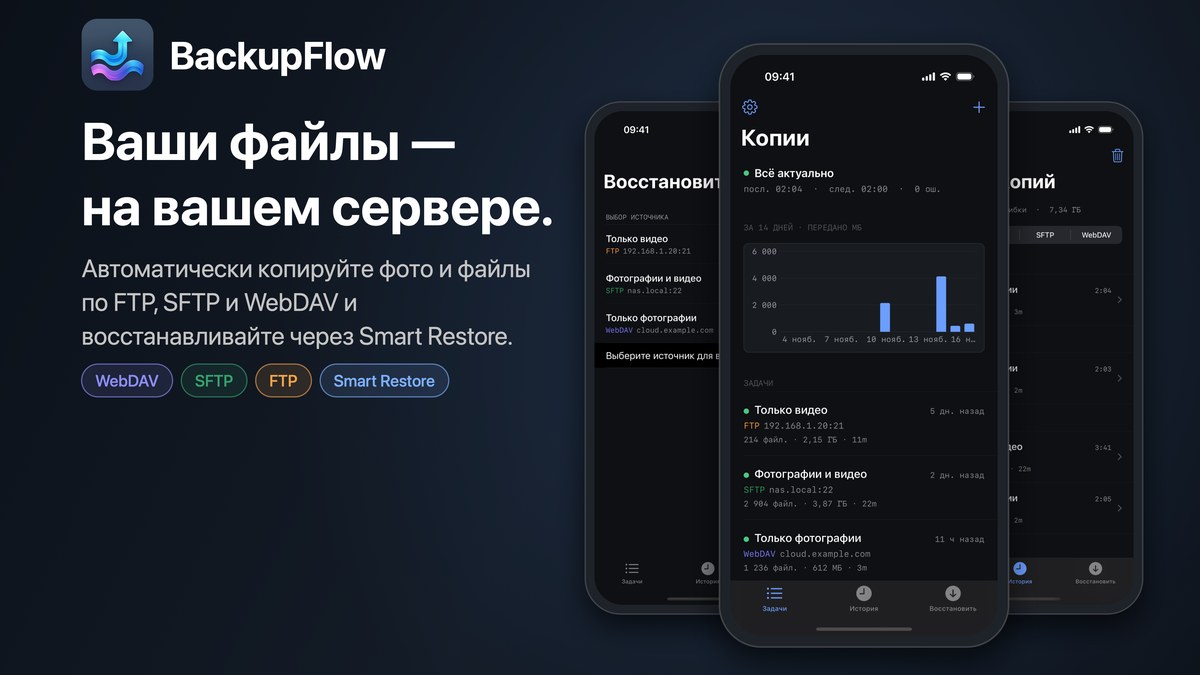 BackupFlow
Ваши файлы —
на вашем сервере.
Автоматически копируйте фото и файлы
по FTP, SFTP и WebDAV и
восстанавливайте через Smart Restore.
WebDAV
SFTP
FTP
Smart Restore
09:41
Восстановит
ВЫБОР ИСТОЧНИКА
Только видео
FTP 192.168.1.20:21
Фотографии и видео
SFTP nas.local:22
Только фотографии
WebDAV cloud.example.com
Выберите источник для в
Задачи
История
09:41
Копии
Всё актуально
посл. 02:04 · след. 02:00 · 0 ош.
ЗА 14 ДНЕЙ · ПЕРЕДАНО МБ
6 000
4 000
2 000
0
4 нояб. 7 нояб. 10 нояб. 13 нояб. 16 н…
ЗАДАЧИ
Только видео 5 дн. назад
FTP 192.168.1.20:21
214 файл. · 2,15 ГБ · 11m
Фотографии и видео 2 дн. назад
SFTP nas.local:22
2 904 файл. · 3,87 ГБ · 22m
Только фотографии 11 ч назад
WebDAV cloud.example.com
1 236 файл. · 612 МБ · 3m
Задачи
История
Восстановить
опий
ибки · 7,34 ГБ
SFTP WebDAV
ии 2:04
3m
ии 2:03
2m
део 3:41
· 22m
ии 2:05
2m
История
Восстановить